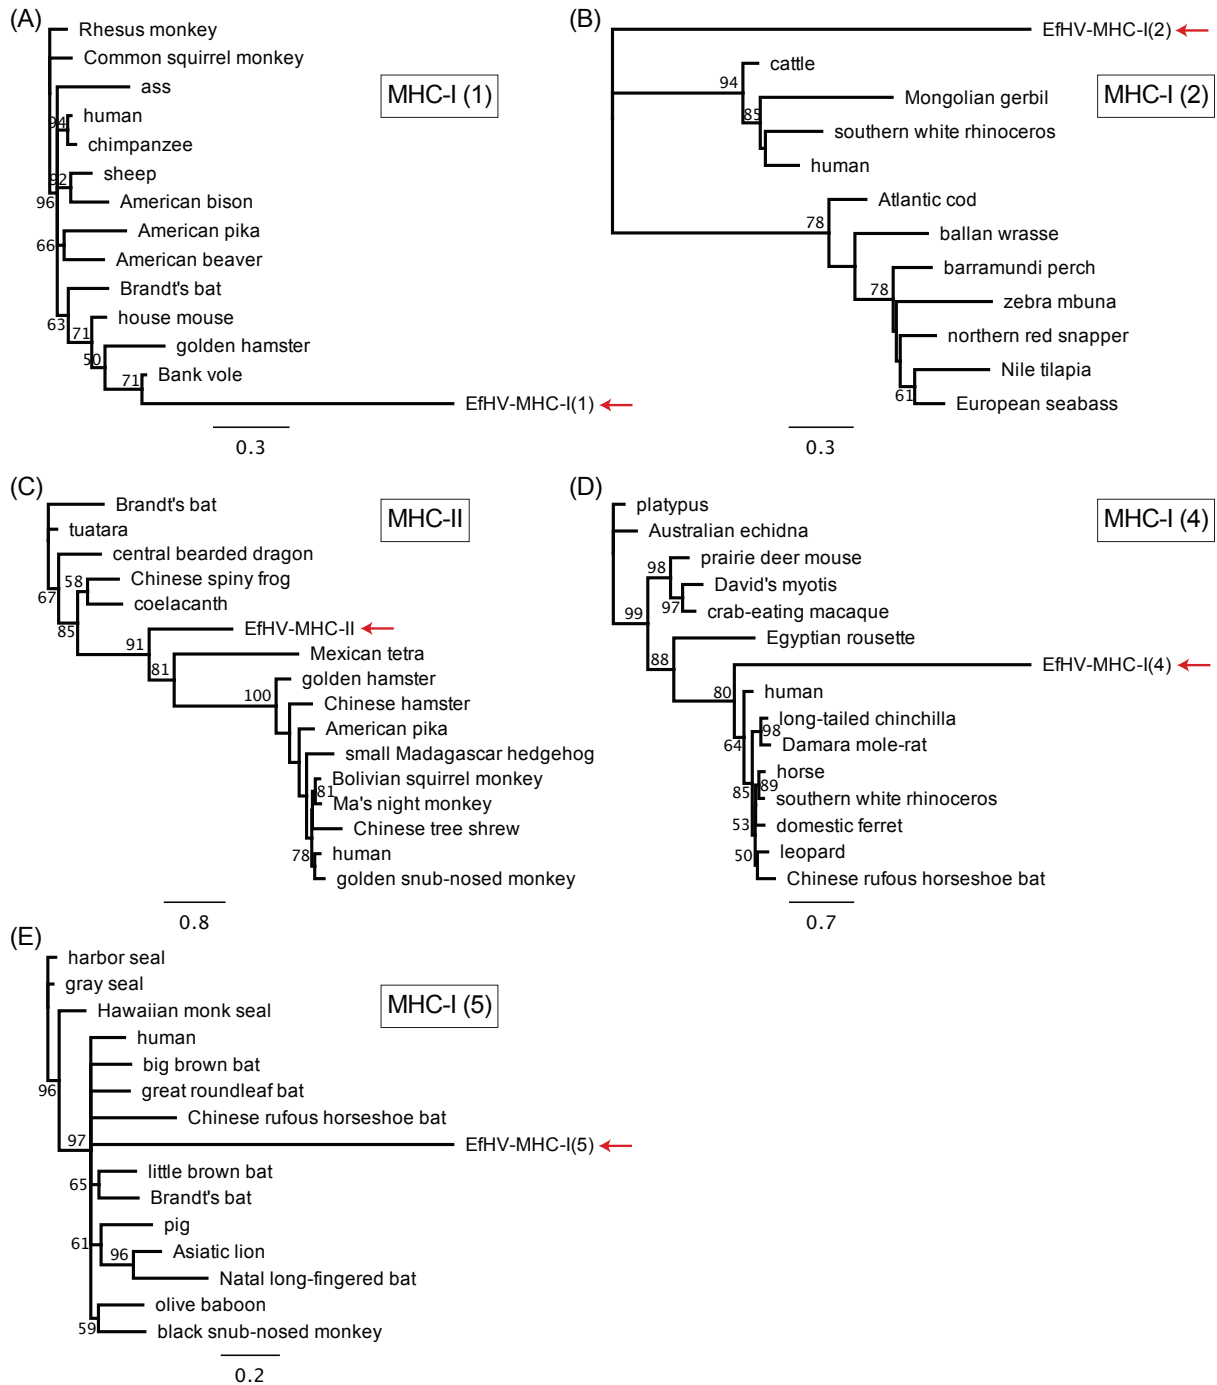 (A)
Rhesus monkey
Common squirrel monkey
ass
MHC-I (1)
94
human
chimpanzee
92
sheep
96
American bison
American pika
66
American beaver
Brandt's bat
63
house mouse
71
golden hamster
50
Bank vole
71
EfHV-MHC-I(1)
0.3
(B)
EfHV-MHC-I(2)
cattle
94
MHC-I (2)
Mongolian gerbil
85
southern white rhinoceros
human
Atlantic cod
78
ballan wrasse
barramundi perch
78
zebra mbuna
northern red snapper
Nile tilapia
61
European seabass
0.3
(C)
Brandt's bat
MHC-II
tuatara
central bearded dragon
58
Chinese spiny frog
67
coelacanth
85
EfHV-MHC-II
91
Mexican tetra
81
golden hamster
100
Chinese hamster
American pika
small Madagascar hedgehog
Bolivian squirrel monkey
81
Ma's night monkey
Chinese tree shrew
human
78
golden snub-nosed monkey
0.8
(D)
platypus
MHC-I (4)
Australian echidna
prairie deer mouse
98
David's myotis
97
crab-eating macaque
99
Egyptian rousette
88
EfHV-MHC-I(4)
80
human
long-tailed chinchilla
98
64
Damara mole-rat
horse
89
85
southern white rhinoceros
53
domestic ferret
leopard
50
Chinese rufous horseshoe bat
0.7
(E)
harbor seal
gray seal
MHC-I (5)
Hawaiian monk seal
human
big brown bat
96
great roundleaf bat
Chinese rufous horseshoe bat
97
EfHV-MHC-I(5)
little brown bat
65
Brandt's bat
pig
61
96
Asiatic lion
Natal long-fingered bat
olive baboon
59
black snub-nosed monkey
0.2